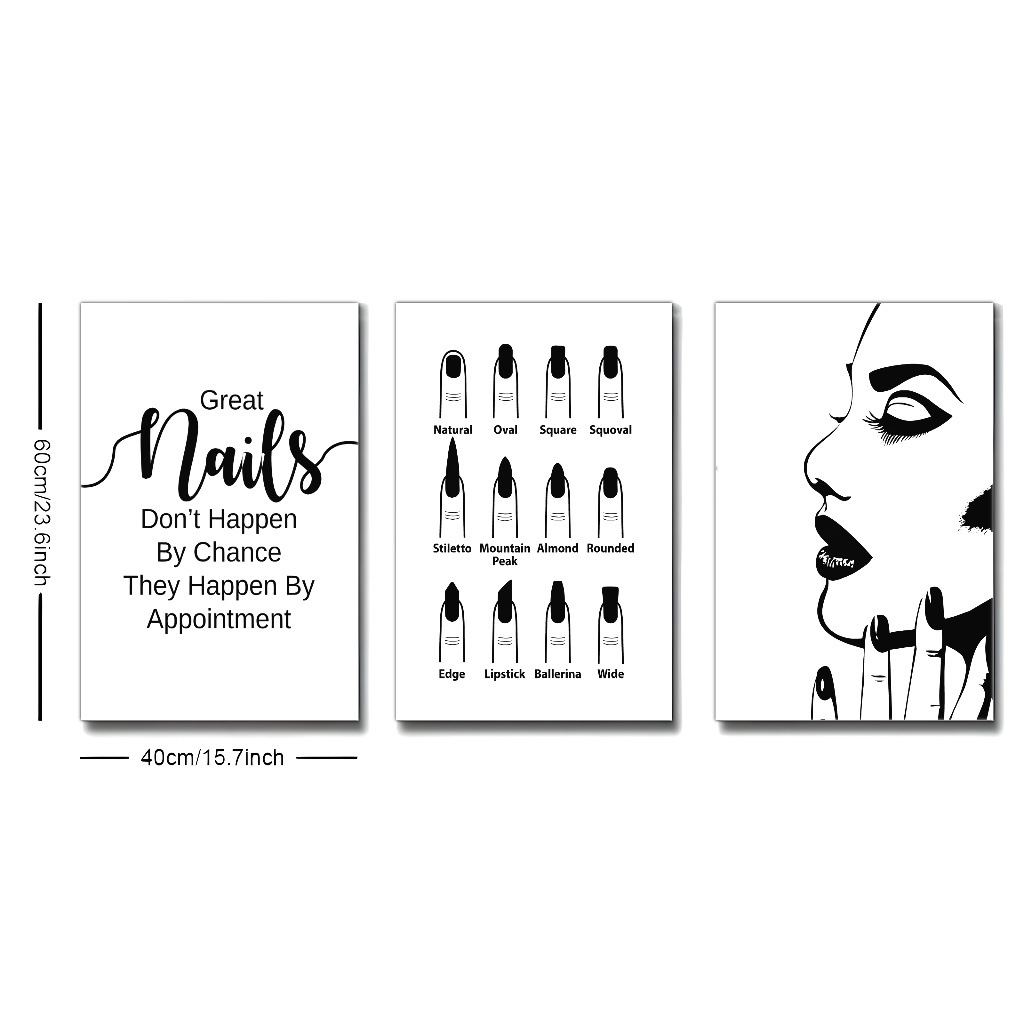 Great
Nails
Don't Happen
By Chance
They Happen By
Appointment
Natural Oval Square Squoval
Stiletto Mountain Peak Almond Rounded
Edge Lipstick Ballerina Wide
60cm/23.6inch
40cm/15.7inch